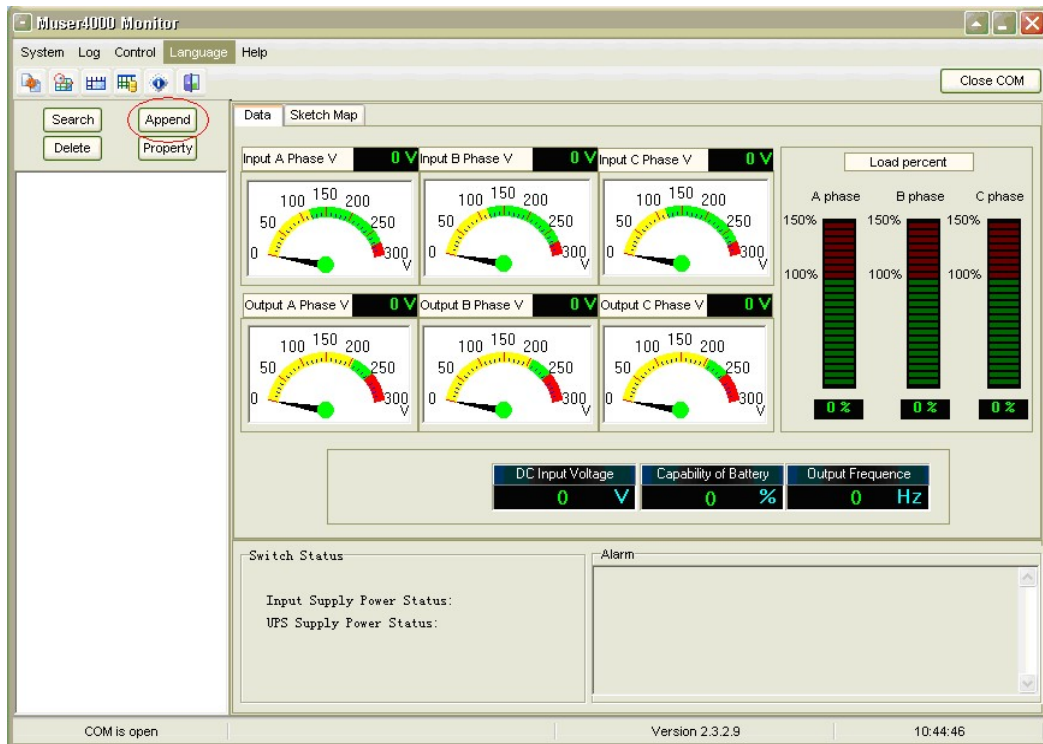 Muser4000 Monitor
System Log Control Language Help
Close COM
Search Append
Delete Property
Data Sketch Map
Input A Phase V 0 V Input B Phase V 0 V Input C Phase V 0 V
0 50 100 150 200 250 300 V
0 50 100 150 200 250 300 V
0 50 100 150 200 250 300 V
Output A Phase V 0 V Output B Phase V 0 V Output C Phase V 0 V
0 50 100 150 200 250 300 V
0 50 100 150 200 250 300 V
0 50 100 150 200 250 300 V
Load percent
A phase B phase C phase
150% 150% 150%
100% 100% 100%
0 % 0 % 0 %
DC Input Voltage Capability of Battery Output Frequence
0 V 0 % 0 Hz
Switch Status
Input Supply Power Status:
UPS Supply Power Status:
Alarm
COM is open Version 2.3.2.9 10:44:46